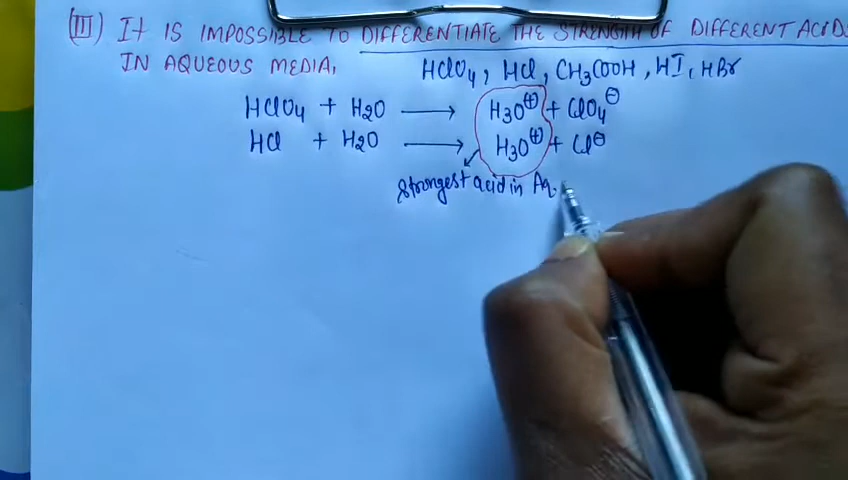 (III) It IS IMPOSSIBLE TO DIFFERENTIATE THE STRENGTH OF DIFFERENT ACIDS
IN AQUEOUS MEDIA,
HClO₄, HCl, CH₃COOH, HI, HBr
HClO₄ + H₂O ⟶ H₃O⊕ + ClO₄⊖
HCl + H₂O ⟶ H₃O⊕ + Cl⊖
Strongest acid in Aq.